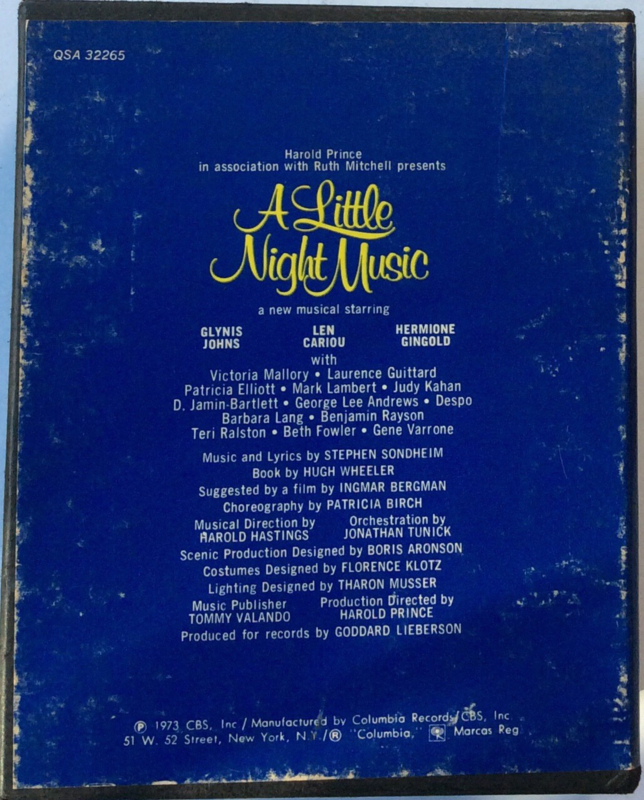 QSA 32265
Harold Prince
in association with Ruth Mitchell presents
A Little
Night Music
a new musical starring
GLYNIS LEN HERMIONE
JOHNS CARIOU GINGOLD
with
Victoria Mallory • Laurence Guittard
Patricia Elliott • Mark Lambert • Judy Kahan
D. Jamin-Bartlett • George Lee Andrews • Despo
Barbara Lang • Benjamin Rayson
Teri Ralston • Beth Fowler • Gene Varrone
Music and Lyrics by STEPHEN SONDHEIM
Book by HUGH WHEELER
Suggested by a film by INGMAR BERGMAN
Choreography by PATRICIA BIRCH
Musical Direction by Orchestration by
HAROLD HASTINGS JONATHAN TUNICK
Scenic Production Designed by BORIS ARONSON
Costumes Designed by FLORENCE KLOTZ
Lighting Designed by THARON MUSSER
Music Publisher Production Directed by
TOMMY VALANDO HAROLD PRINCE
Produced for records by GODDARD LIEBERSON
℗ 1973 CBS, Inc./Manufactured by Columbia Records/CBS, Inc.
51 W. 52 Street, New York, N.Y./® "Columbia," Marcas Reg.